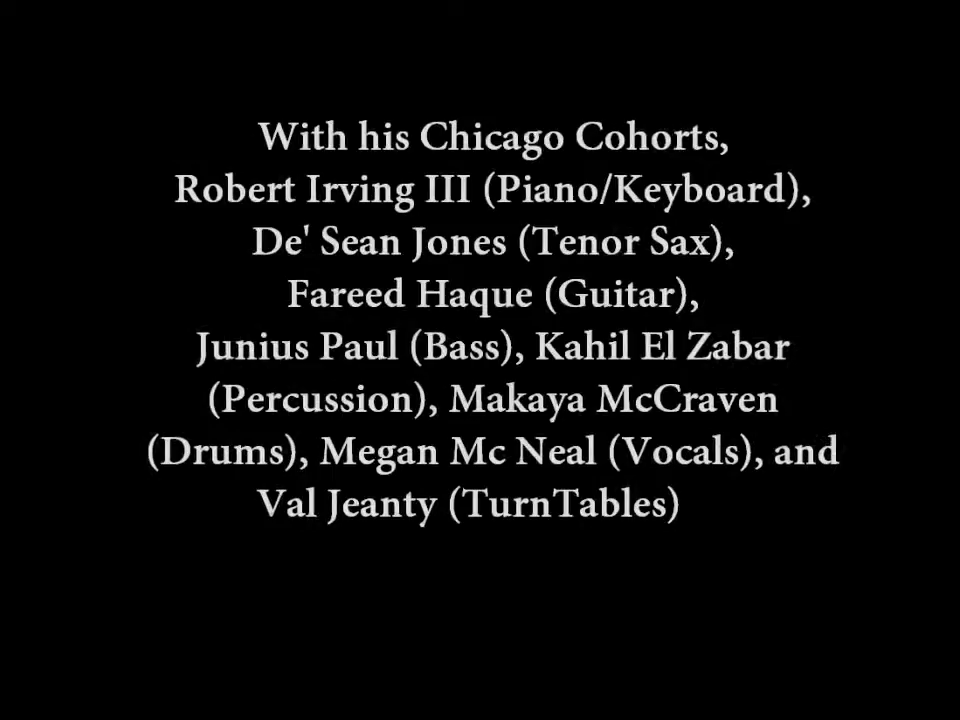 With his Chicago Cohorts,
Robert Irving III (Piano/Keyboard),
De' Sean Jones (Tenor Sax),
Fareed Haque (Guitar),
Junius Paul (Bass), Kahil El Zabar
(Percussion), Makaya McCraven
(Drums), Megan Mc Neal (Vocals), and
Val Jeanty (TurnTables)